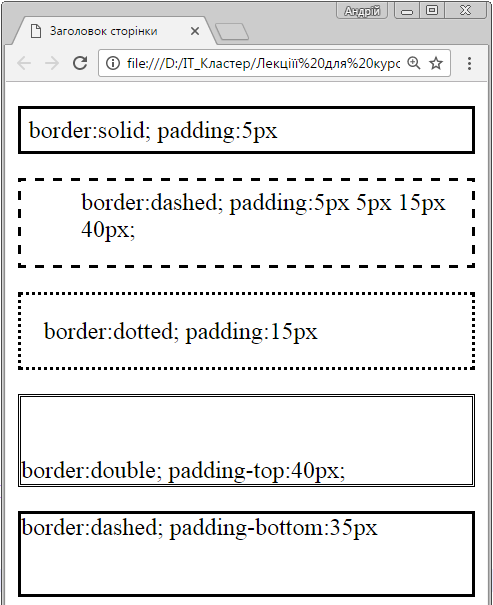 Андрій
Заголовок сторінки
file:///D:/IT_Кластер/Лекціїї%20для%20курс
border:solid; padding:5px
border:dashed; padding:5px 5px 15px
40px;
border:dotted; padding:15px
border:double; padding-top:40px;
border:dashed; padding-bottom:35px